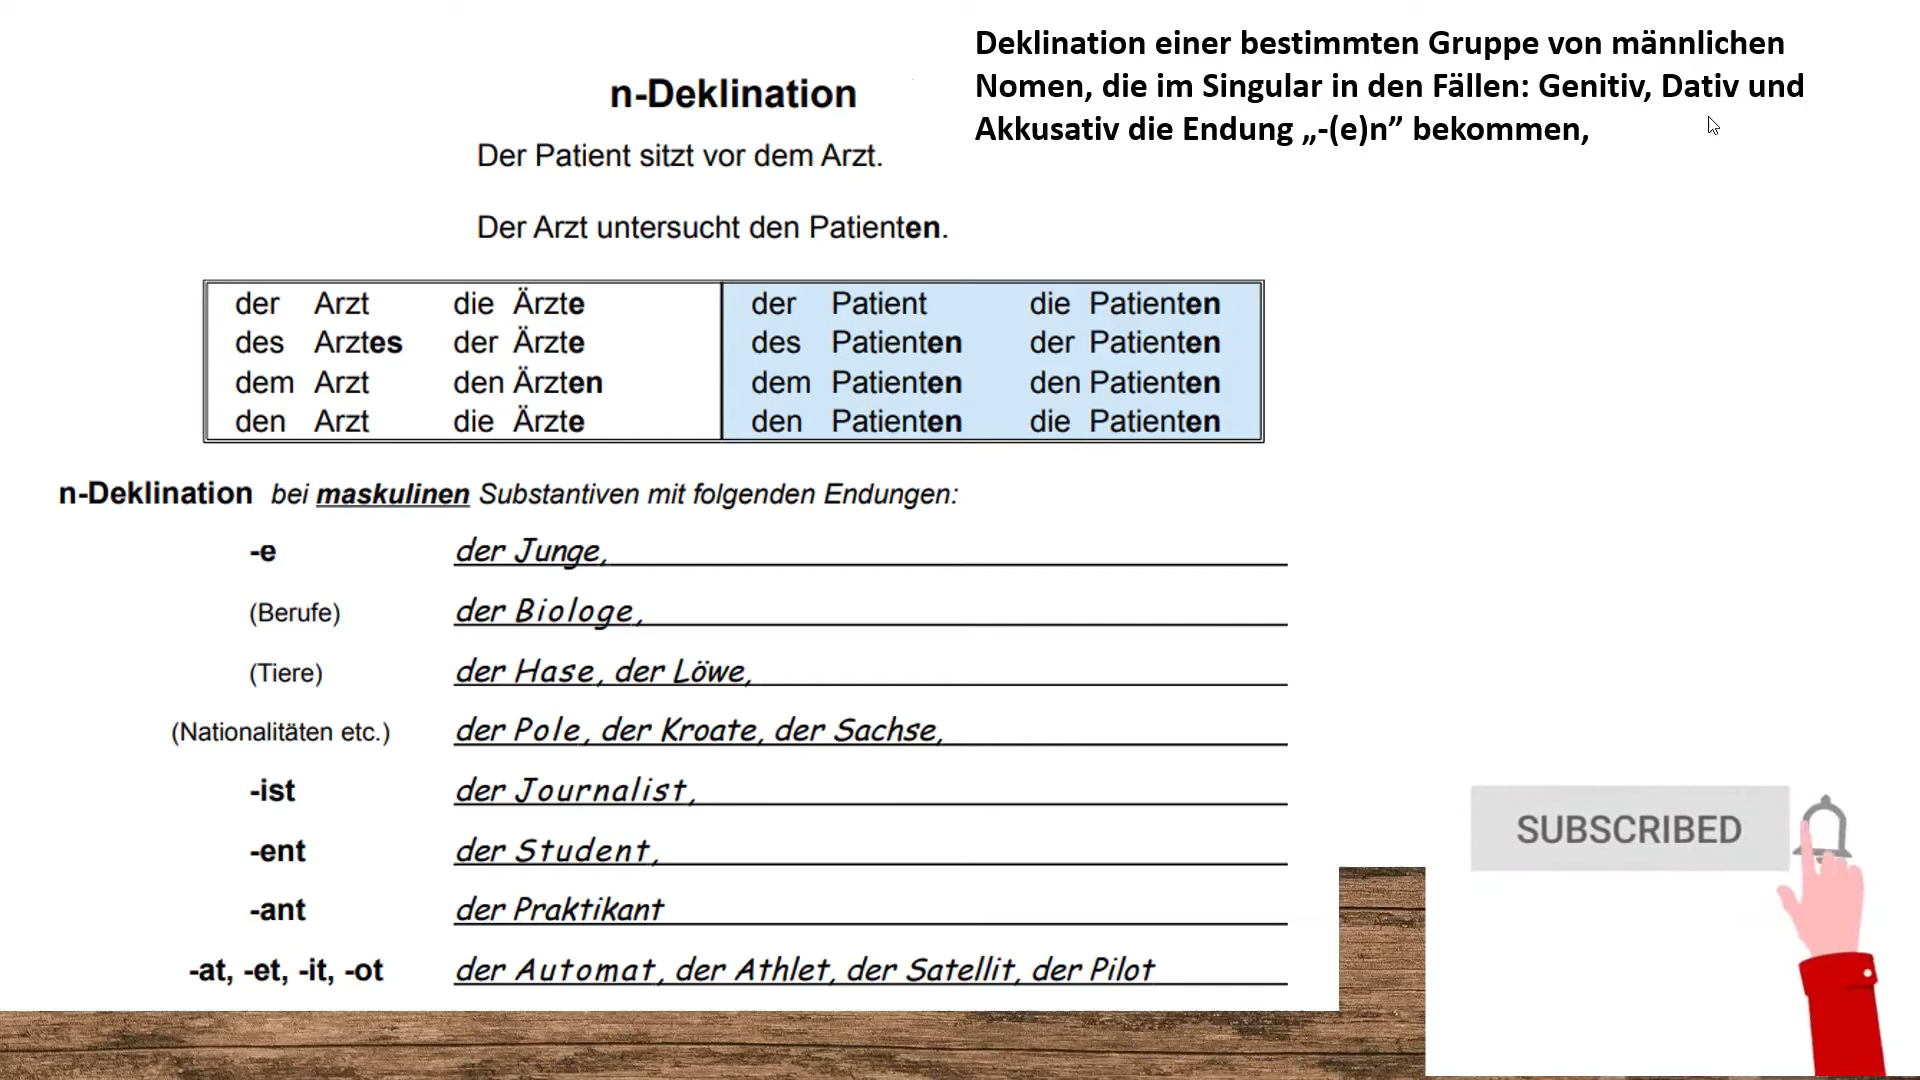 Deklination einer bestimmten Gruppe von männlichen
Nomen, die im Singular in den Fällen: Genitiv, Dativ und
Akkusativ die Endung „-(e)n” bekommen,
n-Deklination
Der Patient sitzt vor dem Arzt.
Der Arzt untersucht den Patienten.
der Arzt die Ärzte der Patient die Patienten
des Arztes der Ärzte des Patienten der Patienten
dem Arzt den Ärzten dem Patienten den Patienten
den Arzt die Ärzte den Patienten die Patienten
n-Deklination bei maskulinen Substantiven mit folgenden Endungen:
-e der Junge,
(Berufe) der Biologe,
(Tiere) der Hase, der Löwe,
(Nationalitäten etc.) der Pole, der Kroate, der Sachse,
-ist der Journalist,
-ent der Student,
-ant der Praktikant
-at, -et, -it, -ot der Automat, der Athlet, der Satellit, der Pilot
SUBSCRIBED